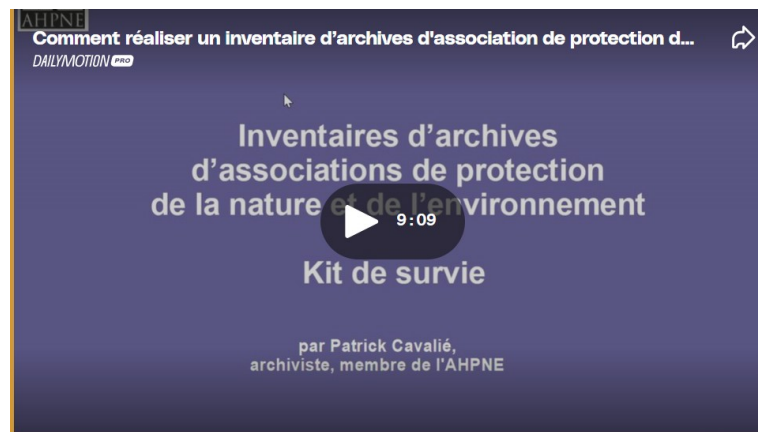 AHPNE
Comment réaliser un inventaire d’archives d'association de protection d...
DAILYMOTION PRO
Inventaires d’archives
d’associations de protection
de la nature et de l’environnement
9:09
Kit de survie
par Patrick Cavalié,
archiviste, membre de l'AHPNE